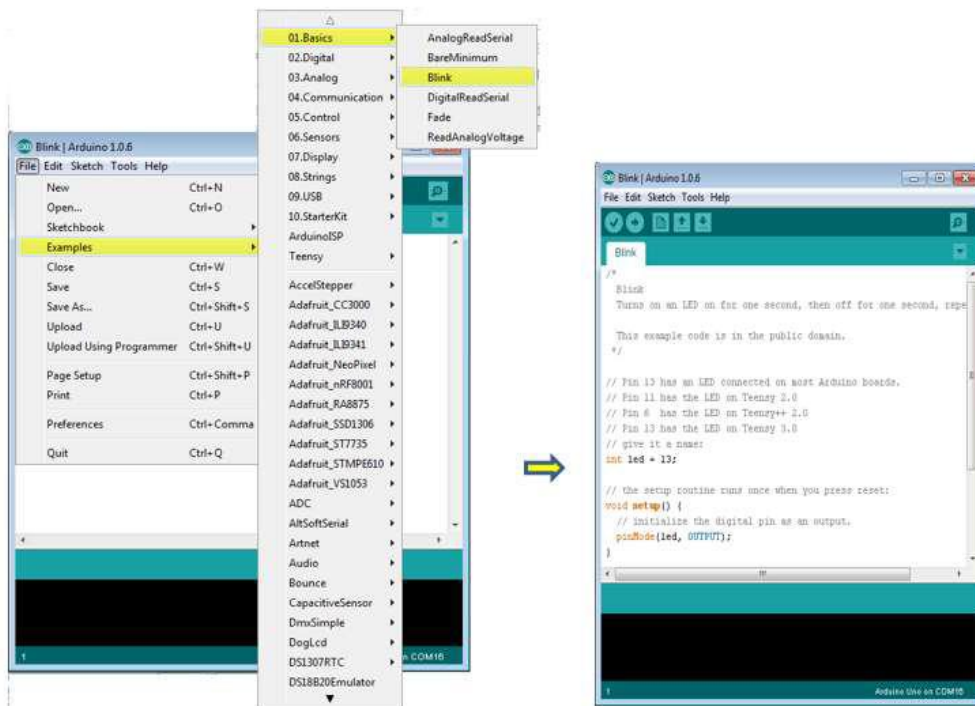 Blink | Arduino 1.0.6
File Edit Sketch Tools Help
New Ctrl+N
Open... Ctrl+O
Sketchbook
Examples
Close Ctrl+W
Save Ctrl+S
Save As... Ctrl+Shift+S
Upload Ctrl+U
Upload Using Programmer Ctrl+Shift+U
Page Setup Ctrl+Shift+P
Print Ctrl+P
Preferences Ctrl+Comma
Quit Ctrl+Q
1
n COM16
01.Basics
02.Digital
03.Analog
04.Communication
05.Control
06.Sensors
07.Display
08.Strings
09.USB
10.StarterKit
ArduinoISP
Teensy
AccelStepper
Adafruit_CC3000
Adafruit_ILI9340
Adafruit_ILI9341
Adafruit_NeoPixel
Adafruit_nRF8001
Adafruit_RA8875
Adafruit_SSD1306
Adafruit_ST7735
Adafruit_STMPE610
Adafruit_VS1053
ADC
AltSoftSerial
Artnet
Audio
Bounce
CapacitiveSensor
DmxSimple
DogLcd
DS1307RTC
DS18B20Emulator
AnalogReadSerial
BareMinimum
Blink
DigitalReadSerial
Fade
ReadAnalogVoltage
Blink | Arduino 1.0.6
File Edit Sketch Tools Help
Blink
/*
Blink
Turns on an LED on for one second, then off for one second, repe
This example code is in the public domain.
*/
// Pin 13 has an LED connected on most Arduino boards.
// Pin 11 has the LED on Teensy 2.0
// Pin 6 has the LED on Teensy++ 2.0
// Pin 13 has the LED on Teensy 3.0
// give it a name:
int led = 13;
// the setup routine runs once when you press reset:
void setup() {
// initialize the digital pin as an output.
pinMode(led, OUTPUT);
}
1
Arduino Uno on COM16